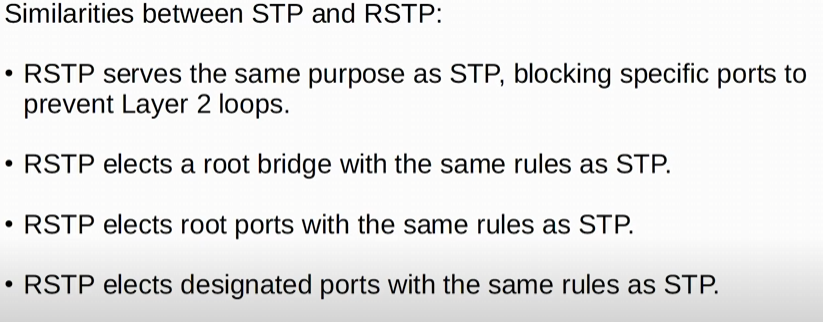 Similarities between STP and RSTP:
• RSTP serves the same purpose as STP, blocking specific ports to
prevent Layer 2 loops.
• RSTP elects a root bridge with the same rules as STP.
• RSTP elects root ports with the same rules as STP.
• RSTP elects designated ports with the same rules as STP.